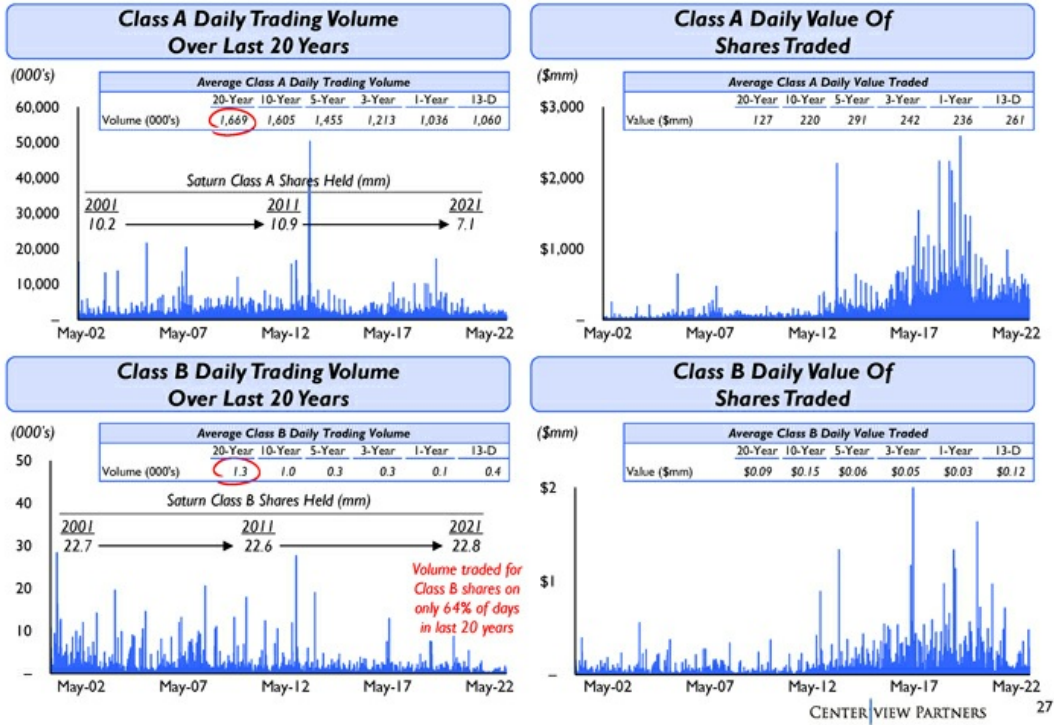 Class A Daily Trading Volume
Over Last 20 Years
(000's)
Average Class A Daily Trading Volume
20-Year 10-Year 5-Year 3-Year 1-Year 13-D
Volume (000's) 1,669 1,605 1,455 1,213 1,036 1,060
60,000
50,000
40,000
30,000
20,000
10,000
–
Saturn Class A Shares Held (mm)
2001 2011 2021
10.2 10.9 7.1
May-02 May-07 May-12 May-17 May-22
Class A Daily Value Of
Shares Traded
($mm)
Average Class A Daily Value Traded
20-Year 10-Year 5-Year 3-Year 1-Year 13-D
Value ($mm) 127 220 291 242 236 261
$3,000
$2,000
$1,000
–
May-02 May-07 May-12 May-17 May-22
Class B Daily Trading Volume
Over Last 20 Years
(000's)
Average Class B Daily Trading Volume
20-Year 10-Year 5-Year 3-Year 1-Year 13-D
Volume (000's) 1.3 1.0 0.3 0.3 0.1 0.4
50
40
30
20
10
–
Saturn Class B Shares Held (mm)
2001 2011 2021
22.7 22.6 22.8
Volume traded for
Class B shares on
only 64% of days
in last 20 years
May-02 May-07 May-12 May-17 May-22
Class B Daily Value Of
Shares Traded
($mm)
Average Class B Daily Value Traded
20-Year 10-Year 5-Year 3-Year 1-Year 13-D
Value ($mm) $0.09 $0.15 $0.06 $0.05 $0.03 $0.12
$2
$1
–
May-02 May-07 May-12 May-17 May-22
CENTERVIEW PARTNERS
27